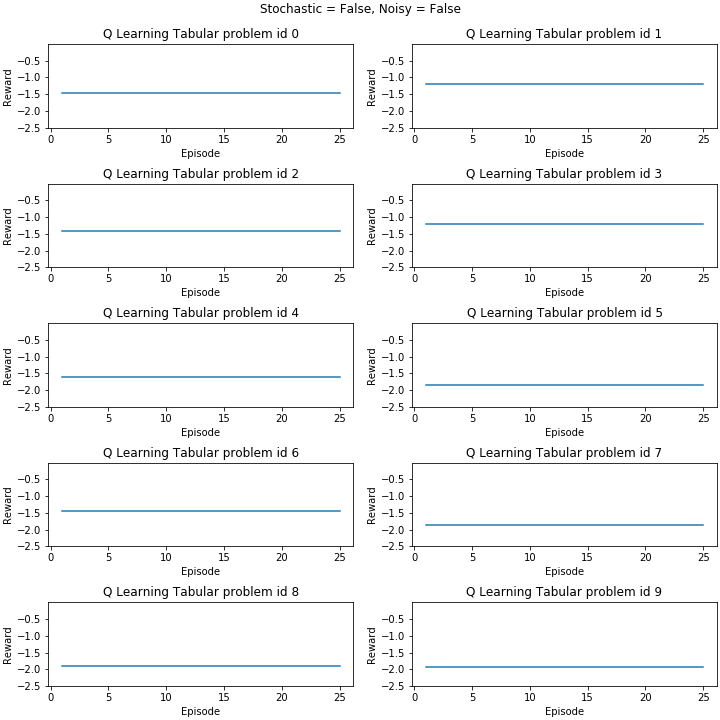 Stochastic = False, Noisy = False
Q Learning Tabular problem id 0
Reward
−0.5
−1.0
−1.5
−2.0
−2.5
0 5 10 15 20 25
Episode
Q Learning Tabular problem id 1
Reward
−0.5
−1.0
−1.5
−2.0
−2.5
0 5 10 15 20 25
Episode
Q Learning Tabular problem id 2
Reward
−0.5
−1.0
−1.5
−2.0
−2.5
0 5 10 15 20 25
Episode
Q Learning Tabular problem id 3
Reward
−0.5
−1.0
−1.5
−2.0
−2.5
0 5 10 15 20 25
Episode
Q Learning Tabular problem id 4
Reward
−0.5
−1.0
−1.5
−2.0
−2.5
0 5 10 15 20 25
Episode
Q Learning Tabular problem id 5
Reward
−0.5
−1.0
−1.5
−2.0
−2.5
0 5 10 15 20 25
Episode
Q Learning Tabular problem id 6
Reward
−0.5
−1.0
−1.5
−2.0
−2.5
0 5 10 15 20 25
Episode
Q Learning Tabular problem id 7
Reward
−0.5
−1.0
−1.5
−2.0
−2.5
0 5 10 15 20 25
Episode
Q Learning Tabular problem id 8
Reward
−0.5
−1.0
−1.5
−2.0
−2.5
0 5 10 15 20 25
Episode
Q Learning Tabular problem id 9
Reward
−0.5
−1.0
−1.5
−2.0
−2.5
0 5 10 15 20 25
Episode